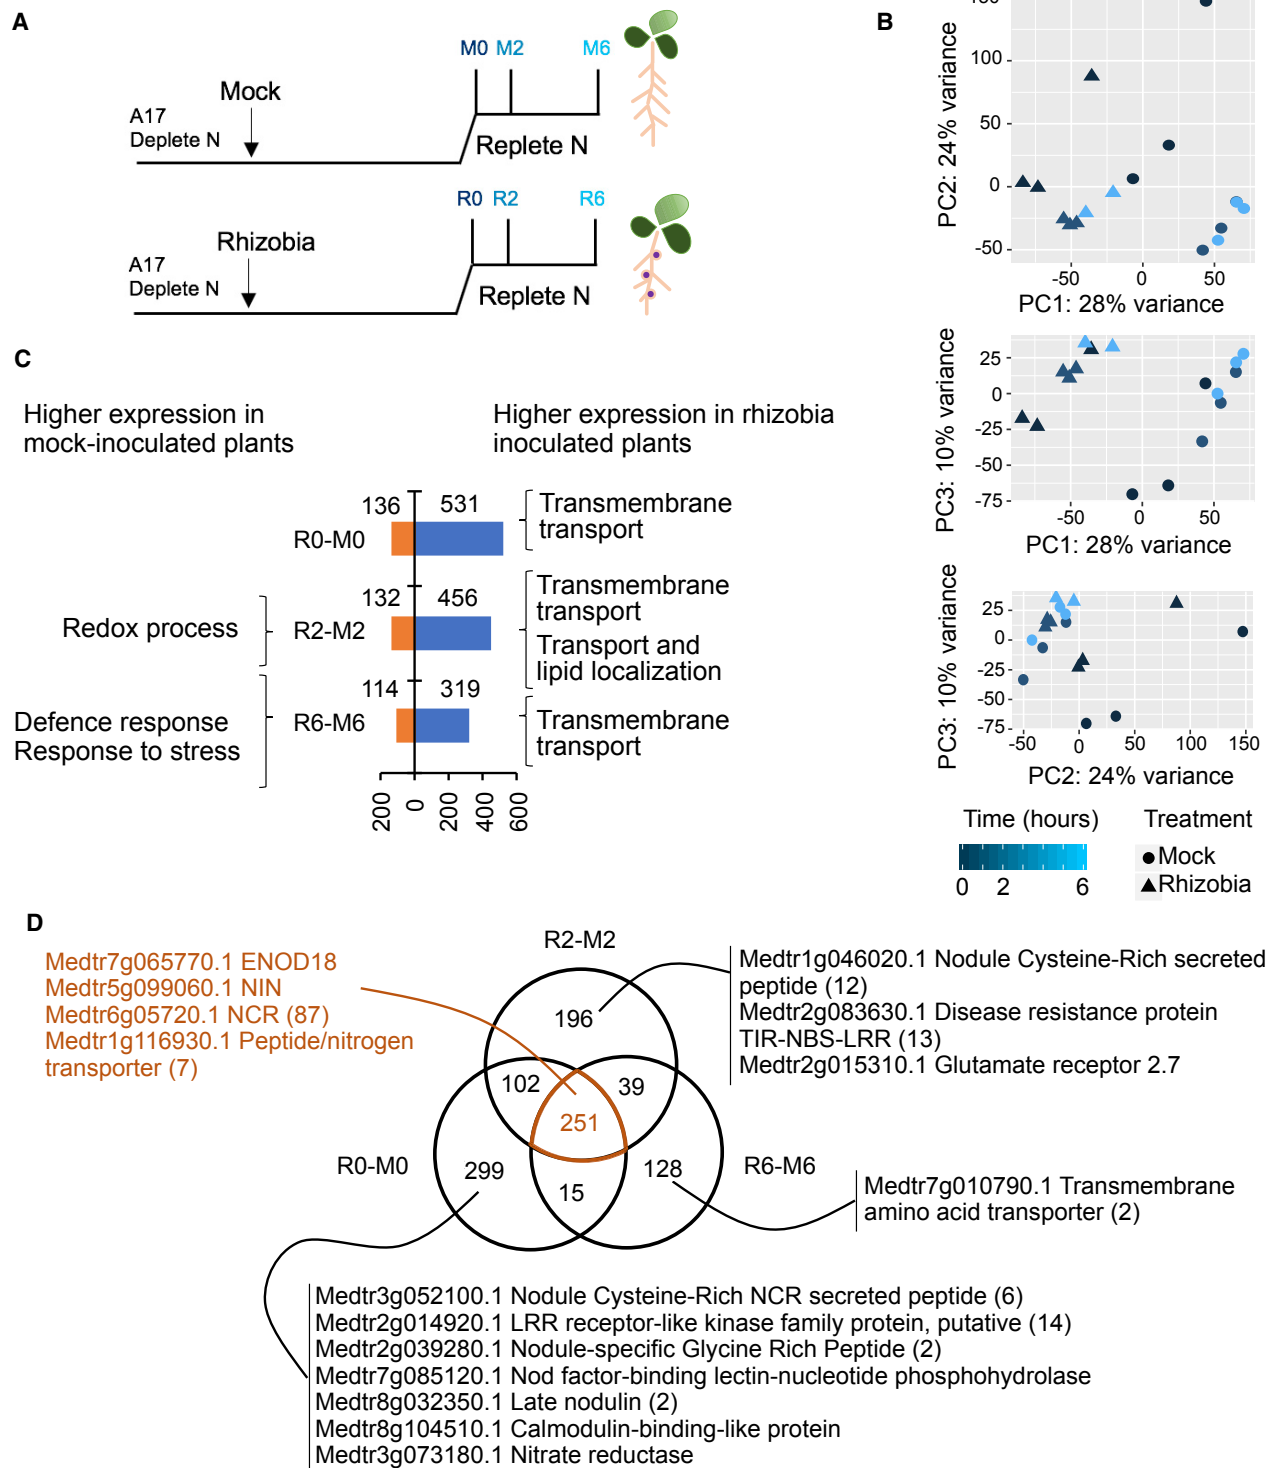 A
M0 M2 M6
Mock
A17
Deplete N
Replete N
R0 R2 R6
Rhizobia
A17
Deplete N
Replete N
B
PC2: 24% variance
100
50
0
-50
-50 0 50
PC1: 28% variance
PC3: 10% variance
25
0
-25
-50
-75
-50 0 50
PC1: 28% variance
PC3: 10% variance
25
0
-25
-50
-75
-50 0 50 100 150
PC2: 24% variance
Time (hours)
0 2 6
Treatment
Mock
Rhizobia
C
Higher expression in
mock-inoculated plants
Higher expression in rhizobia
inoculated plants
136 531
R0-M0
Transmembrane
transport
132 456
Redox process
R2-M2
Transmembrane
transport
Transport and
lipid localization
114 319
Defence response
Response to stress
R6-M6
Transmembrane
transport
200 0 200 400 600
D
Medtr7g065770.1 ENOD18
Medtr5g099060.1 NIN
Medtr6g05720.1 NCR (87)
Medtr1g116930.1 Peptide/nitrogen
transporter (7)
R2-M2
196
102
39
251
R0-M0
299
15
128
R6-M6
Medtr1g046020.1 Nodule Cysteine-Rich secreted
peptide (12)
Medtr2g083630.1 Disease resistance protein
TIR-NBS-LRR (13)
Medtr2g015310.1 Glutamate receptor 2.7
Medtr7g010790.1 Transmembrane
amino acid transporter (2)
Medtr3g052100.1 Nodule Cysteine-Rich NCR secreted peptide (6)
Medtr2g014920.1 LRR receptor-like kinase family protein, putative (14)
Medtr2g039280.1 Nodule-specific Glycine Rich Peptide (2)
Medtr7g085120.1 Nod factor-binding lectin-nucleotide phosphohydrolase
Medtr8g032350.1 Late nodulin (2)
Medtr8g104510.1 Calmodulin-binding-like protein
Medtr3g073180.1 Nitrate reductase